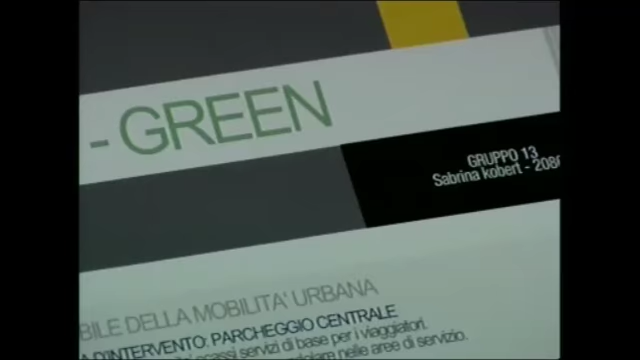 - GREEN
GRUPPO 13
Sabrina kobert - 208
BILE DELLA MOBILITA' URBANA
D'INTERVENTO: PARCHEGGIO CENTRALE
scassi servizi di base per i viaggiatori.
nelle aree di servizio.